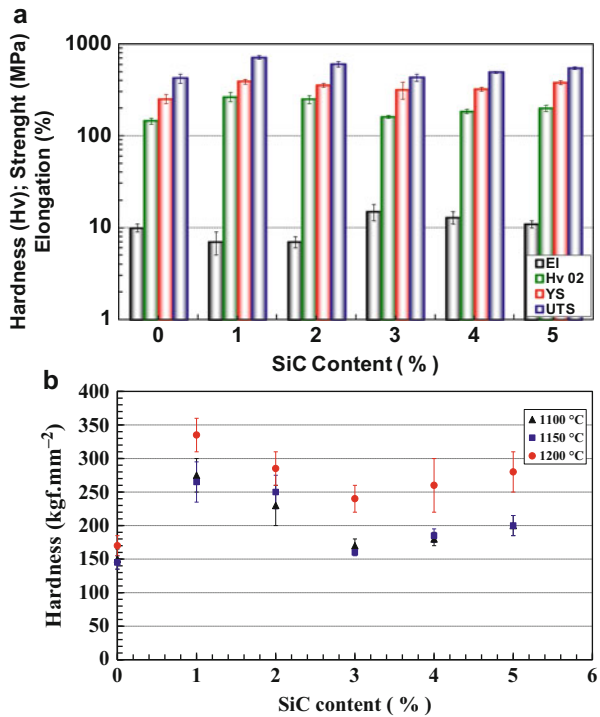 a
Hardness (Hv); Strenght (MPa)
Elongation (%)
1000
100
10
1
El
Hv 02
YS
UTS
0 1 2 3 4 5
SiC Content ( % )
b
Hardness (kgf.mm⁻²)
400
350
300
250
200
150
100
50
0
1100 °C
1150 °C
1200 °C
0 1 2 3 4 5 6
SiC content ( % )